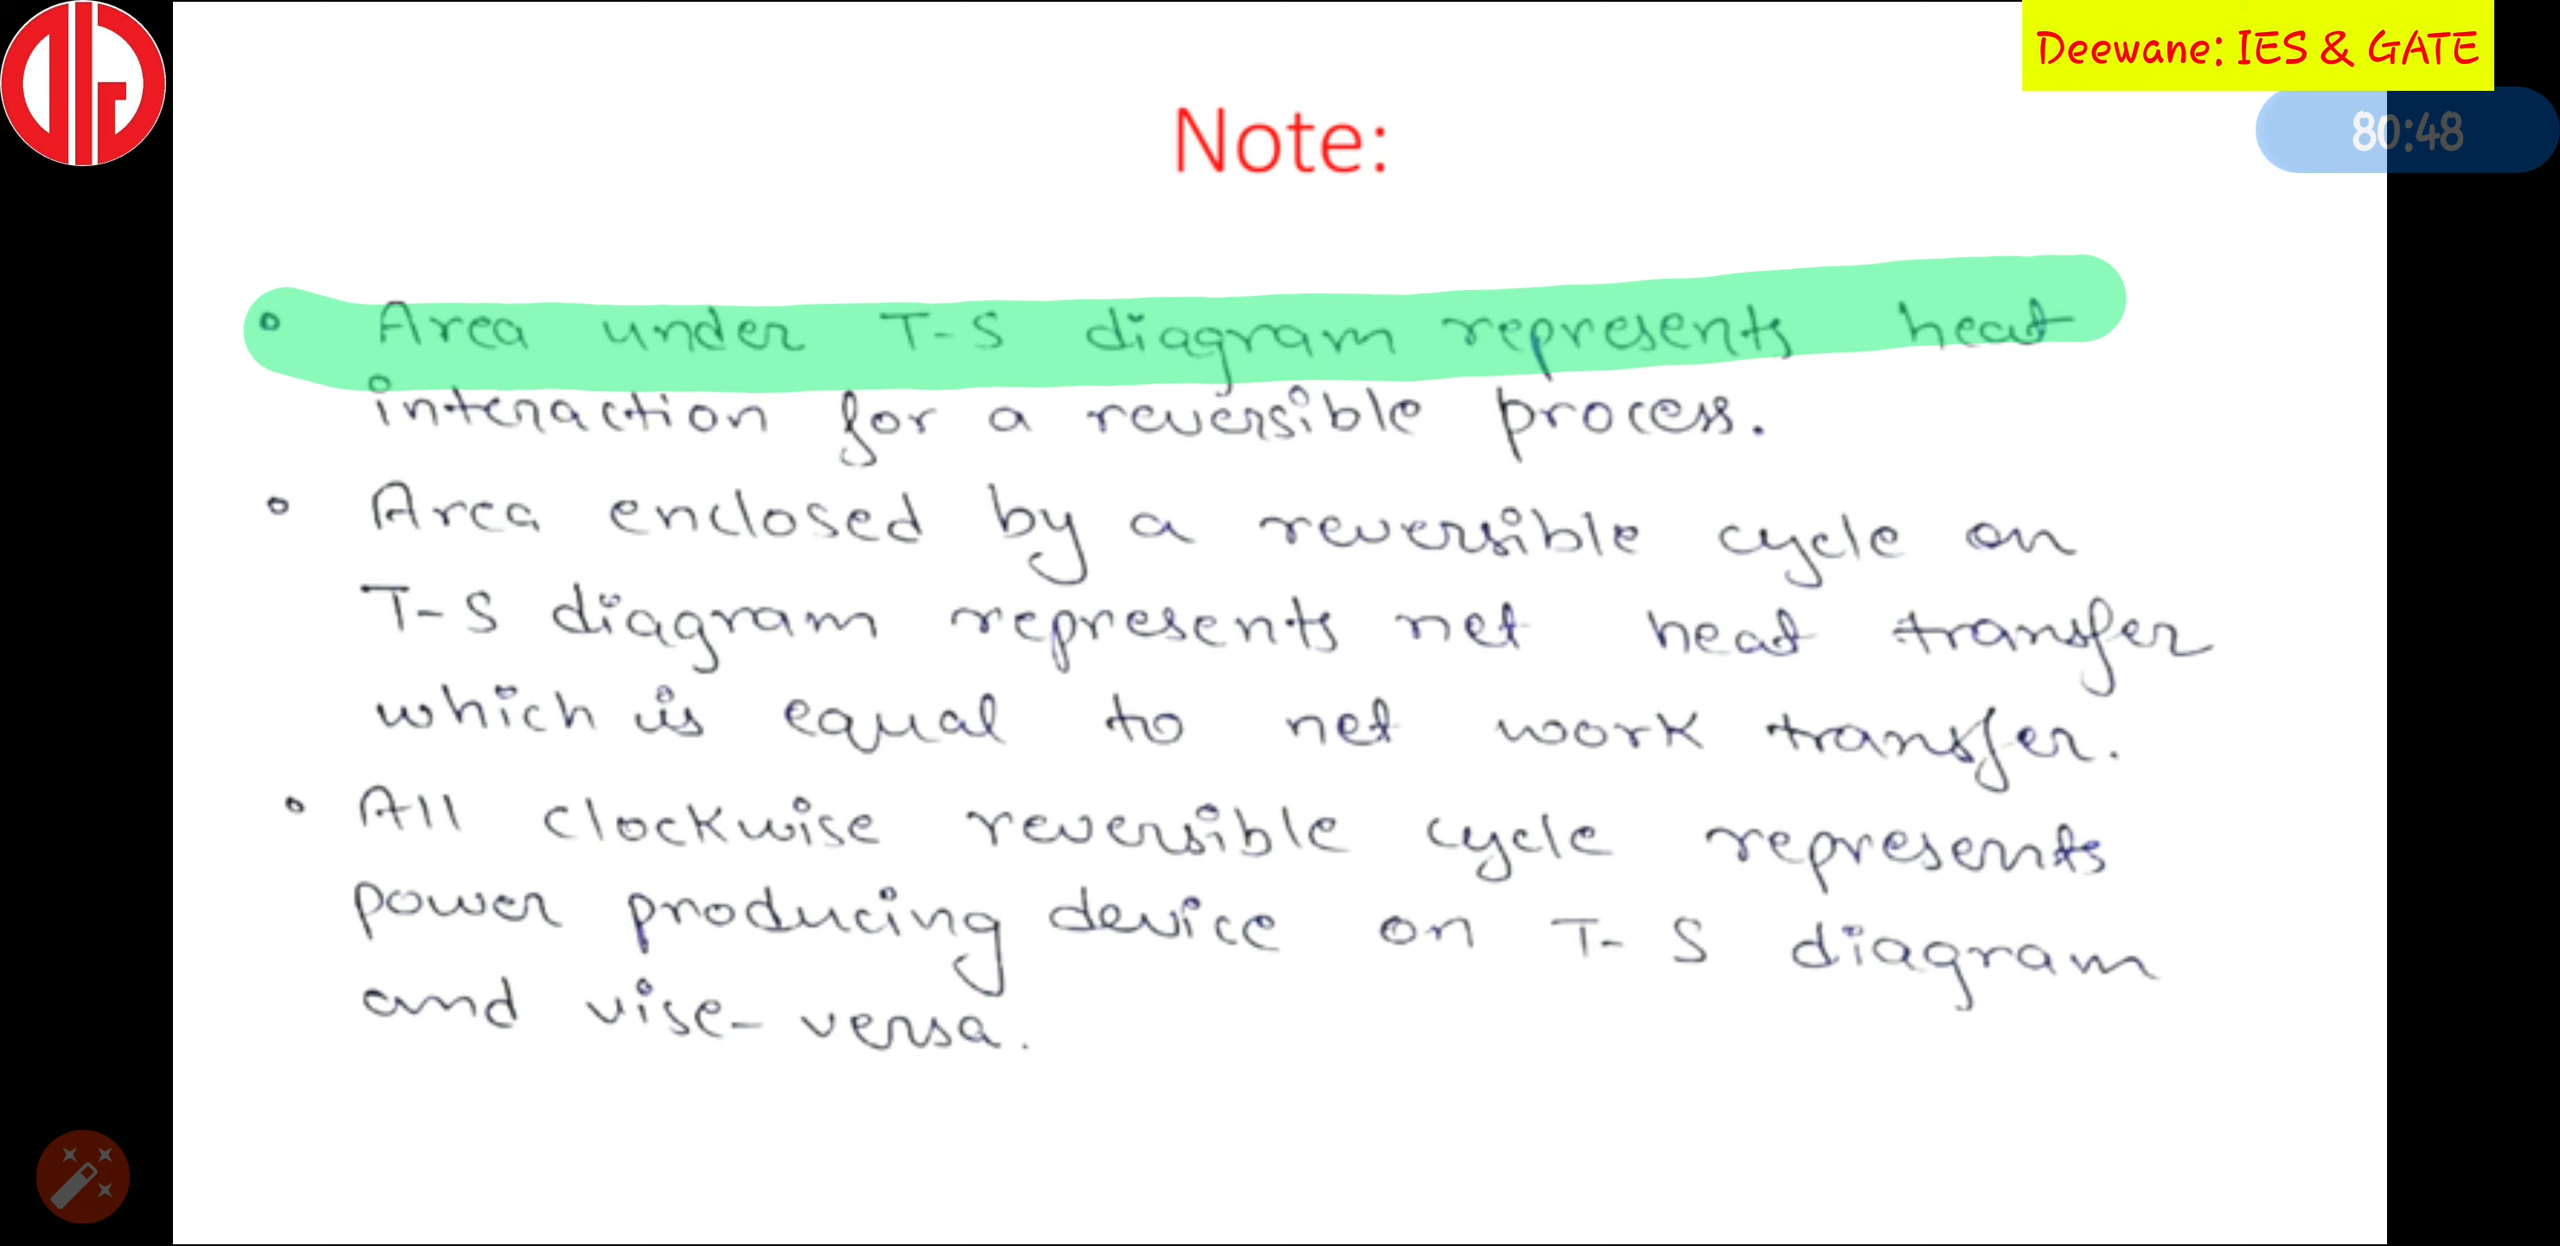 Deewane: IES & GATE
80:48
Note:
• Area under T-S diagram represents heat
interaction for a reversible process.
• Area enclosed by a reversible cycle on
T-S diagram represents net heat transfer
which is equal to net work transfer.
• All clockwise reversible cycle represents
power producing device on T-S diagram
and vise-versa.